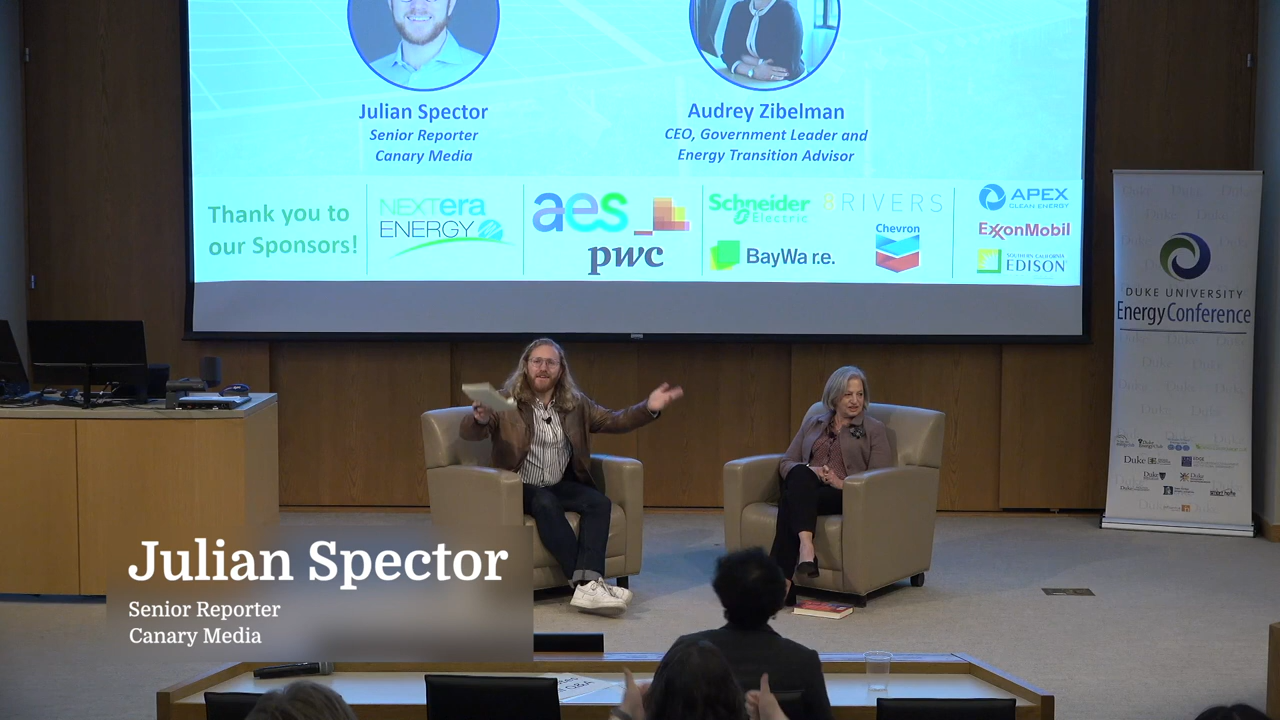 Julian Spector
Senior Reporter
Canary Media
Audrey Zibelman
CEO, Government Leader and
Energy Transition Advisor
Thank you to
our Sponsors!
NEXTera
ENERGY
aes
pwc
Schneider
Electric
BayWa r.e.
8 RIVERS
Chevron
APEX
CLEAN ENERGY
ExxonMobil
SOUTHERN CALIFORNIA
EDISON
DUKE UNIVERSITY
Energy Conference
Duke
Julian Spector
Senior Reporter
Canary Media
Q&A